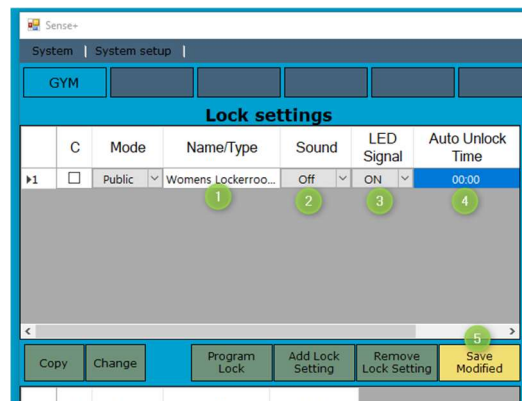 Sense+
System | System setup |
GYM
Lock settings
C Mode Name/Type Sound LED Signal Auto Unlock Time
1 Public Womens Lockerroo... Off ON 00:00
1 2 3 4
5
Copy Change Program Lock Add Lock Setting Remove Lock Setting Save Modified